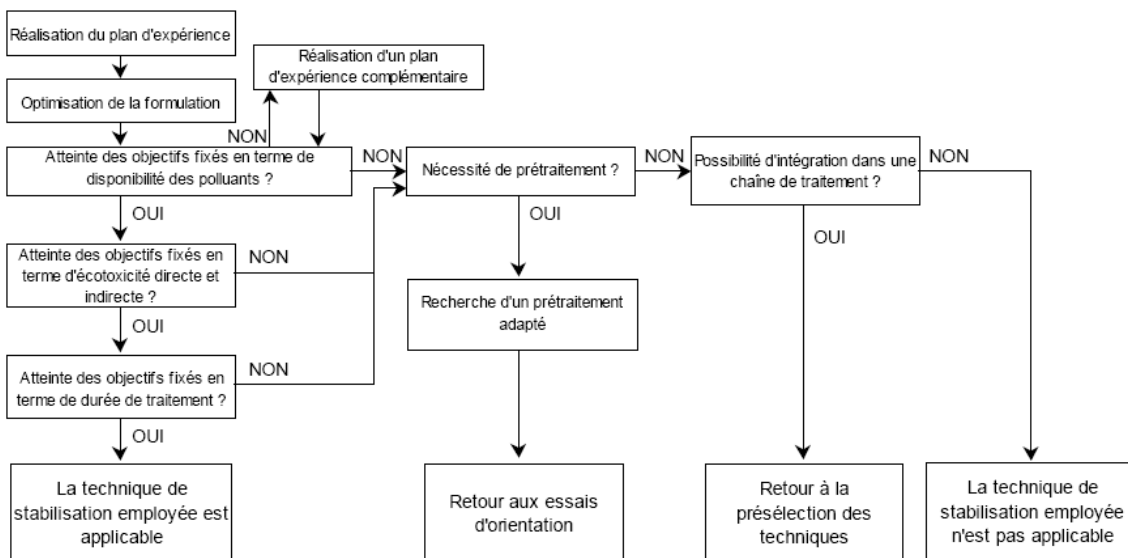 Réalisation du plan d'expérience
Réalisation d'un plan
d'expérience complémentaire
Optimisation de la formulation
NON
Atteinte des objectifs fixés en terme de
disponibilité des polluants ?
NON
Nécessité de prétraitement ?
NON
Possibilité d'intégration dans une
chaîne de traitement ?
NON
OUI
OUI
OUI
Atteinte des objectifs fixés en
terme d'écotoxicité directe et
indirecte ?
NON
Recherche d'un prétraitement
adapté
OUI
Atteinte des objectifs fixés en
terme de durée de traitement ?
NON
OUI
La technique de
stabilisation employée est
applicable
Retour aux essais
d'orientation
Retour à la
présélection des
techniques
La technique de
stabilisation employée
n'est pas applicable